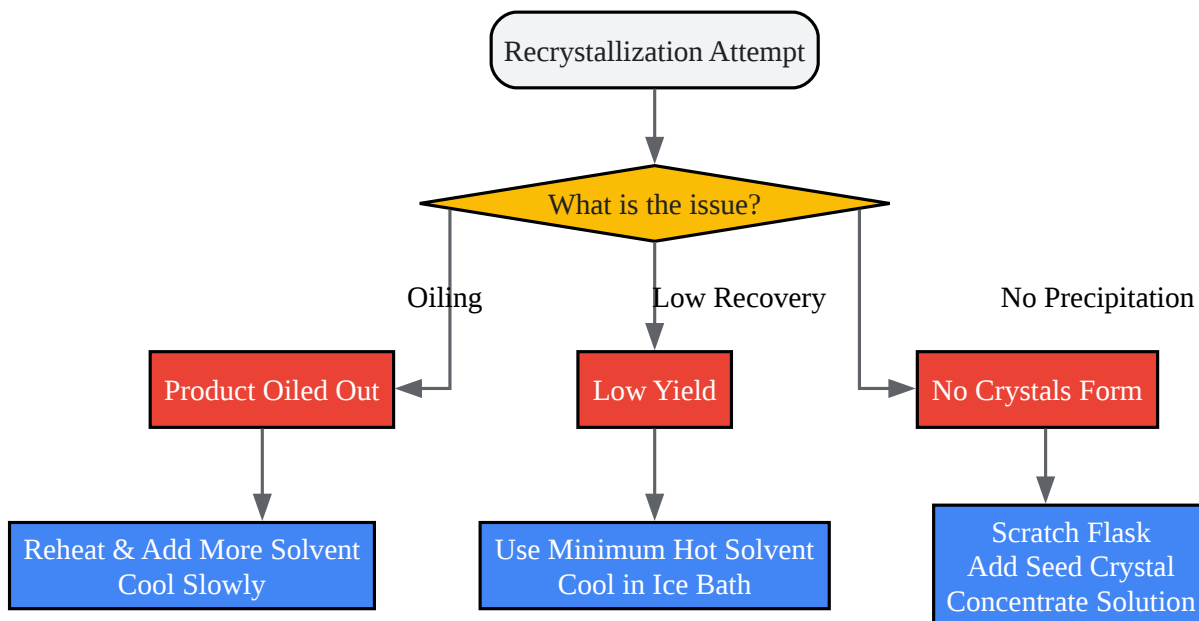 Recrystallization Attempt
What is the issue?
Oiling
Low Recovery
No Precipitation
Product Oiled Out
Low Yield
No Crystals Form
Reheat & Add More Solvent
Cool Slowly
Use Minimum Hot Solvent
Cool in Ice Bath
Scratch Flask
Add Seed Crystal
Concentrate Solution